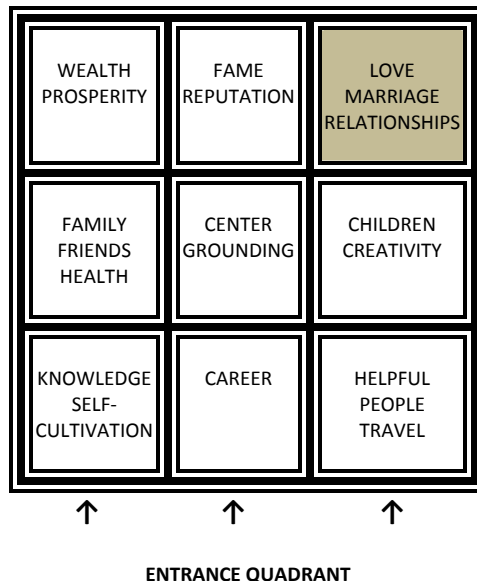 WEALTH
PROSPERITY
FAME
REPUTATION
LOVE
MARRIAGE
RELATIONSHIPS
FAMILY
FRIENDS
HEALTH
CENTER
GROUNDING
CHILDREN
CREATIVITY
KNOWLEDGE
SELF-
CULTIVATION
CAREER
HELPFUL
PEOPLE
TRAVEL
ENTRANCE QUADRANT